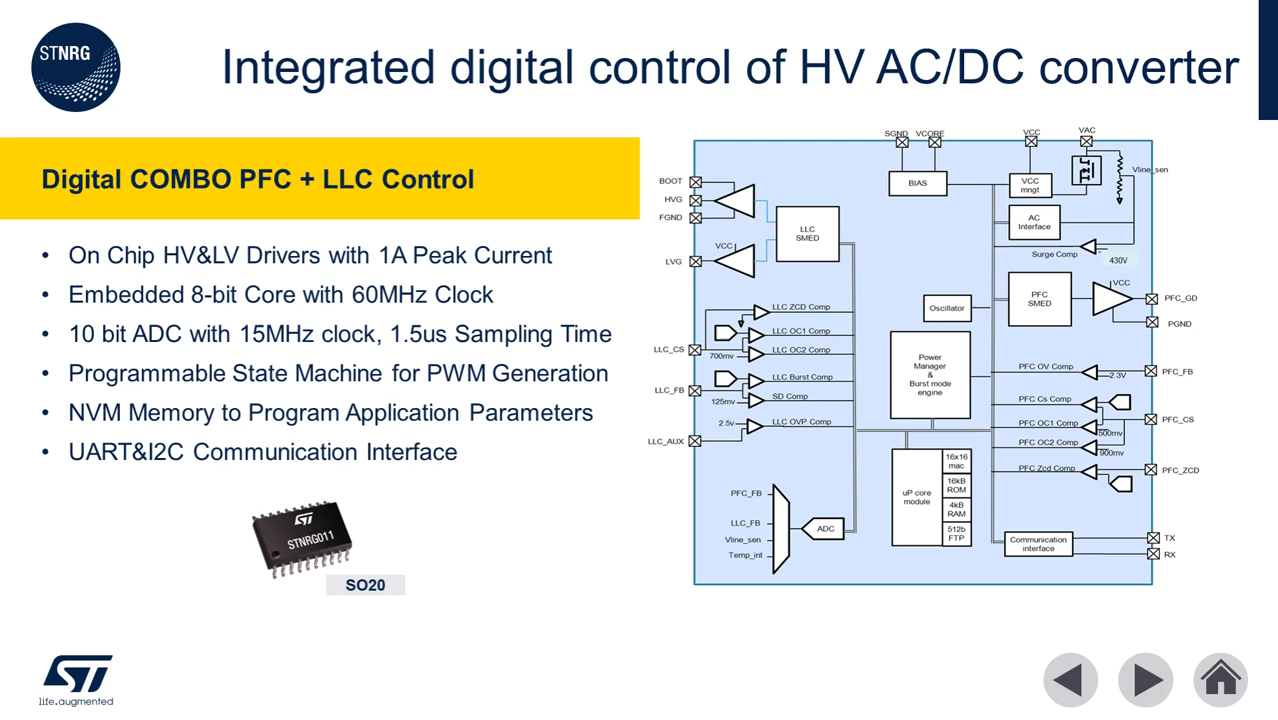 STNRG
Integrated digital control of HV AC/DC converter
Digital COMBO PFC + LLC Control
• On Chip HV&LV Drivers with 1A Peak Current
• Embedded 8-bit Core with 60MHz Clock
• 10 bit ADC with 15MHz clock, 1.5us Sampling Time
• Programmable State Machine for PWM Generation
• NVM Memory to Program Application Parameters
• UART&I2C Communication Interface
ST
STNRG011
SO20
SGND
VCORE
VCC
VAC
BOOT
HVG
FGND
LVG
VCC
LLC
SMED
BIAS
VCC
mngt
Vline_sen
AC
Interface
Surge Comp
430V
LLC ZCD Comp
LLC OC1 Comp
LLC OC2 Comp
700mv
LLC_CS
LLC Burst Comp
LLC_FB
SD Comp
125mv
2.5v
LLC OVP Comp
LLC_AUX
Oscillator
PFC
SMED
VCC
PFC_GD
PGND
Power
Manager
&
Burst mode
engine
PFC OV Comp
2.3V
PFC_FB
PFC Cs Comp
PFC OC1 Comp
500mv
PFC_CS
PFC OC2 Comp
900mv
PFC Zcd Comp
PFC_ZCD
uP core
module
16x16
mac
16kB
ROM
4kB
RAM
512b
FTP
PFC_FB
LLC_FB
Vline_sen
Temp_int
ADC
Communication
interface
TX
RX
ST
life.augmented